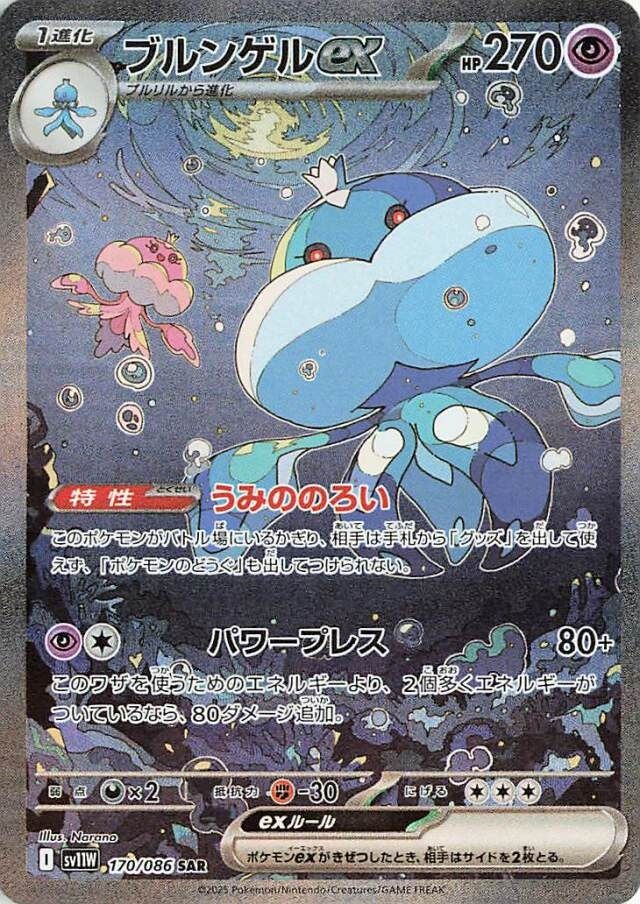 1進化 ブルンゲルex HP270
ブルリルから進化
特性 とくせい うみののろい
このポケモンがバトル場にいるかぎり、相手は手札から「グッズ」を出して使
えず、「ポケモンのどうぐ」も出してつけられない。
パワープレス 80+
このワザを使うためのエネルギーより、2個多くエネルギーが
ついているなら、80ダメージ追加。
弱点 ×2 抵抗力 -30 にげる
Illus. Narano
exルール
I sv11W 170/086 SAR
ポケモンexがきぜつしたとき、相手はサイドを2枚とる。
©2025 Pokémon/Nintendo/Creatures/GAME FREAK